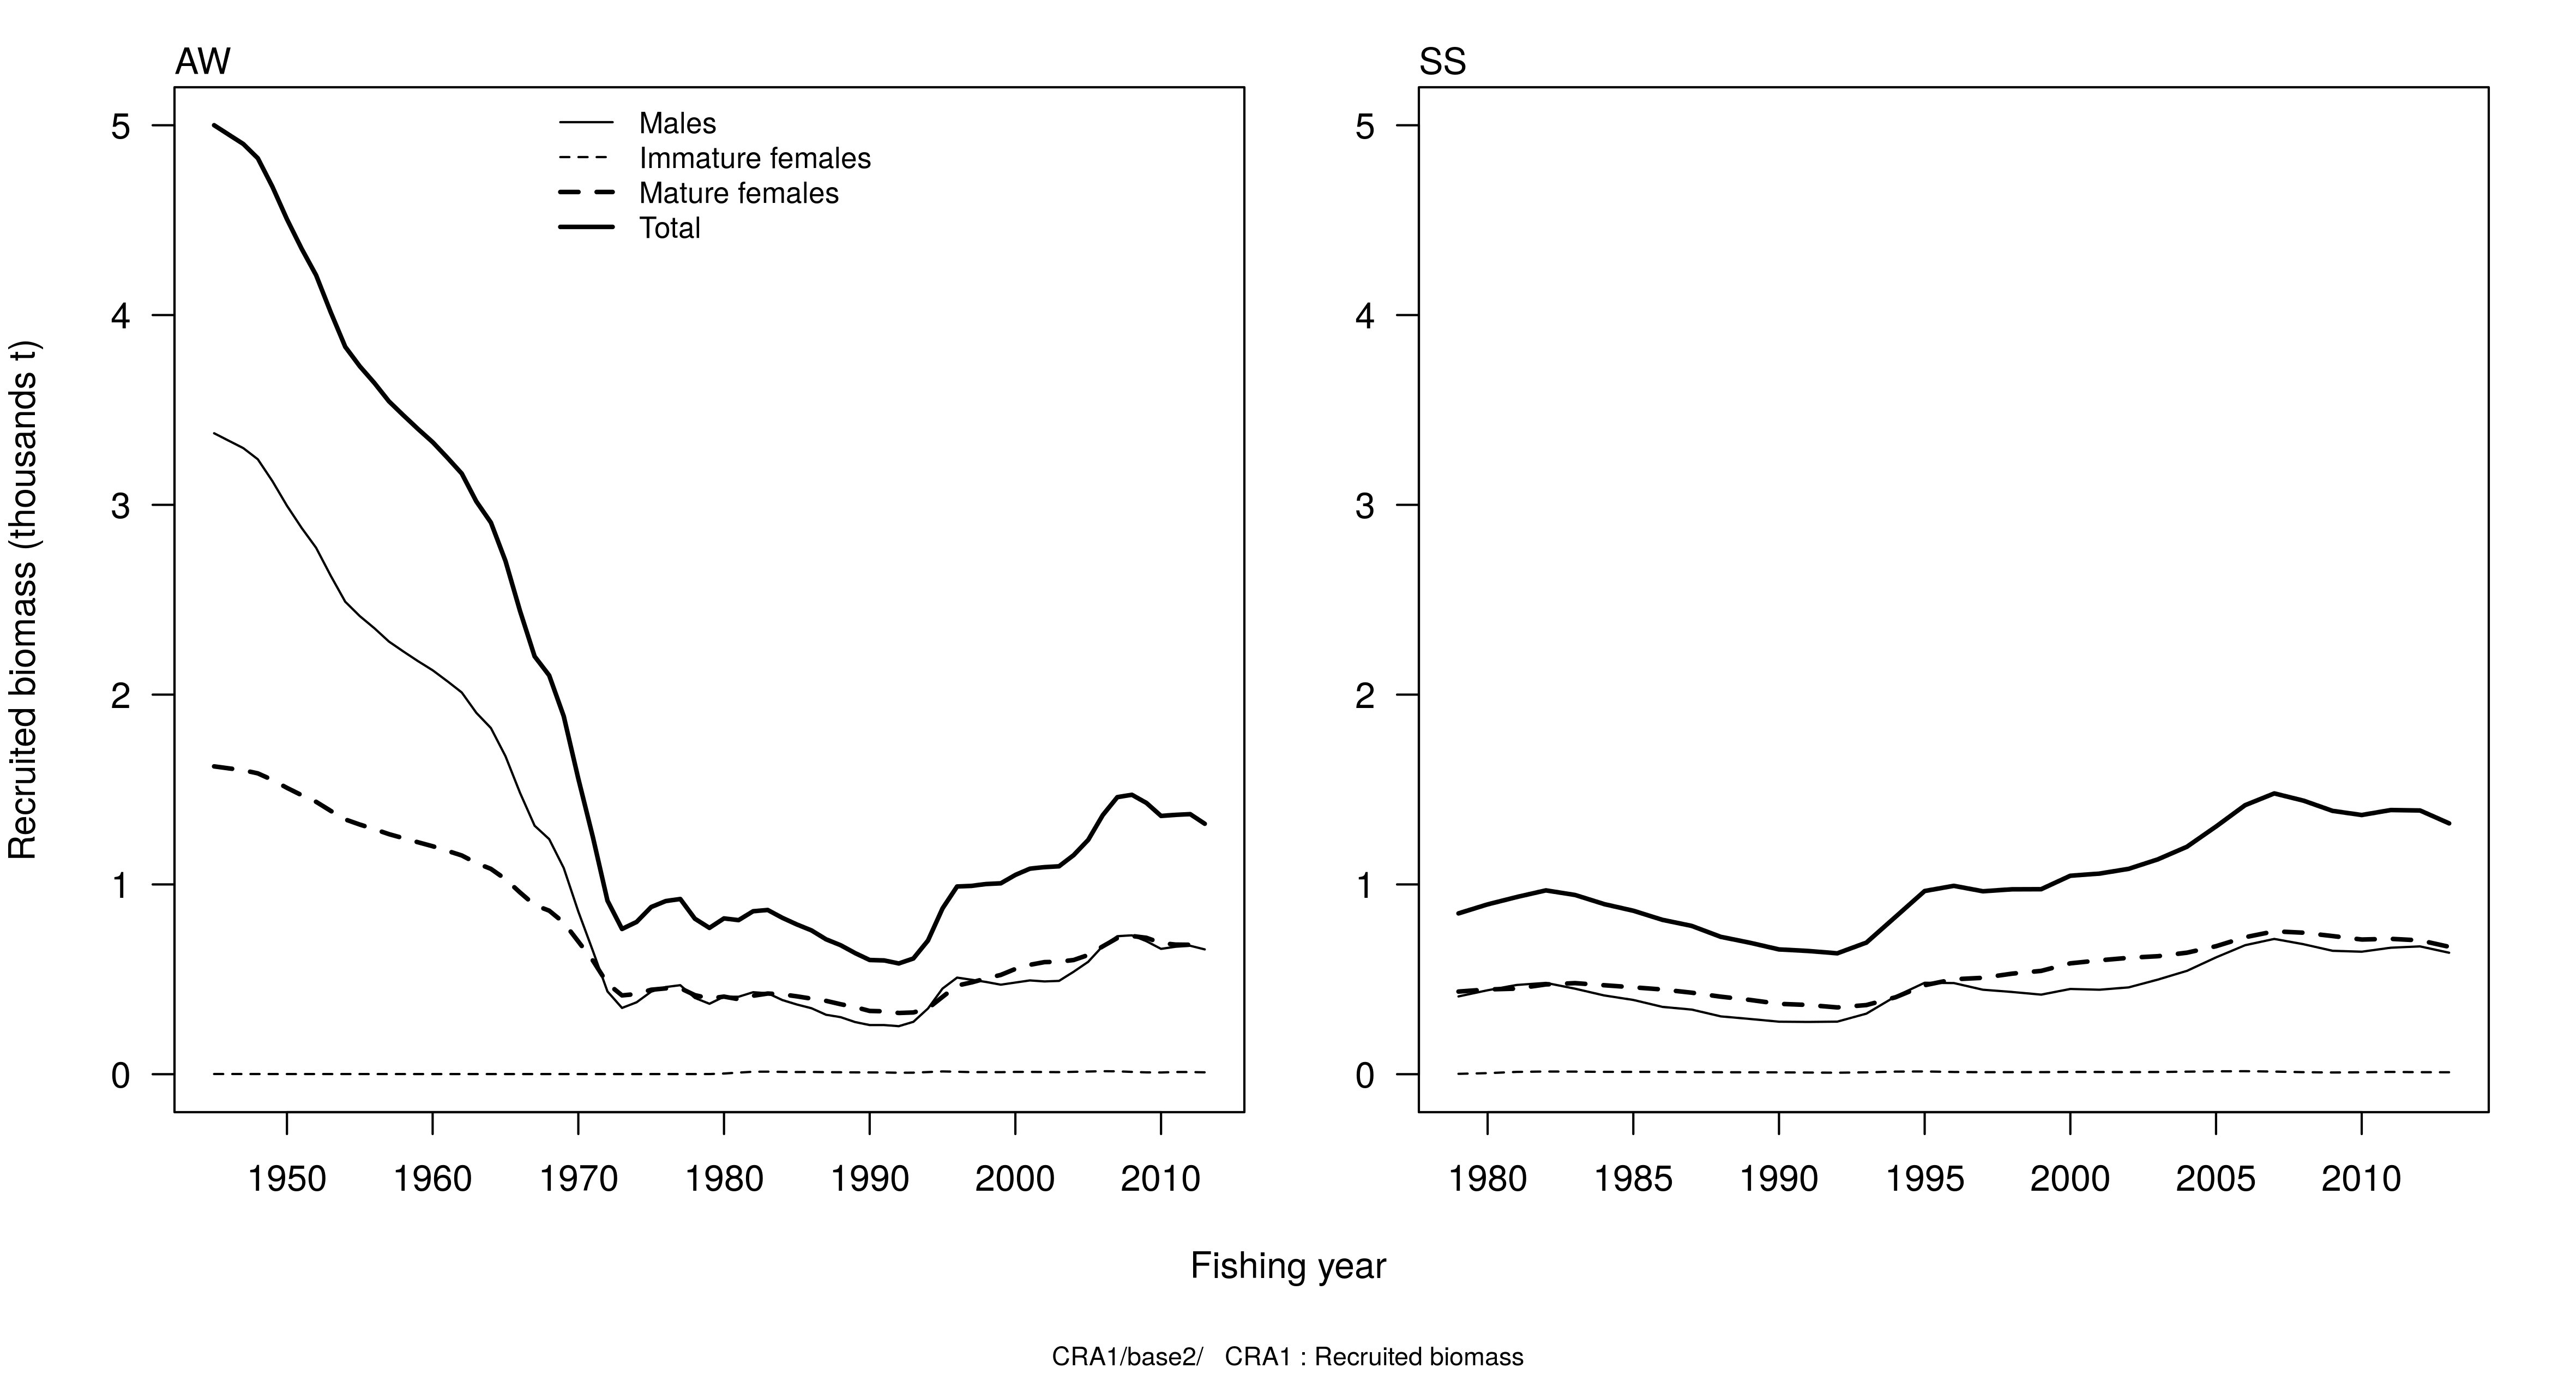 AW
SS
Males
Immature females
Mature females
Total
Recruited biomass (thousands t)
5
4
3
2
1
0
5
4
3
2
1
0
1950 1960 1970 1980 1990 2000 2010
1980 1985 1990 1995 2000 2005 2010
Fishing year
CRA1/base2/ CRA1 : Recruited biomass